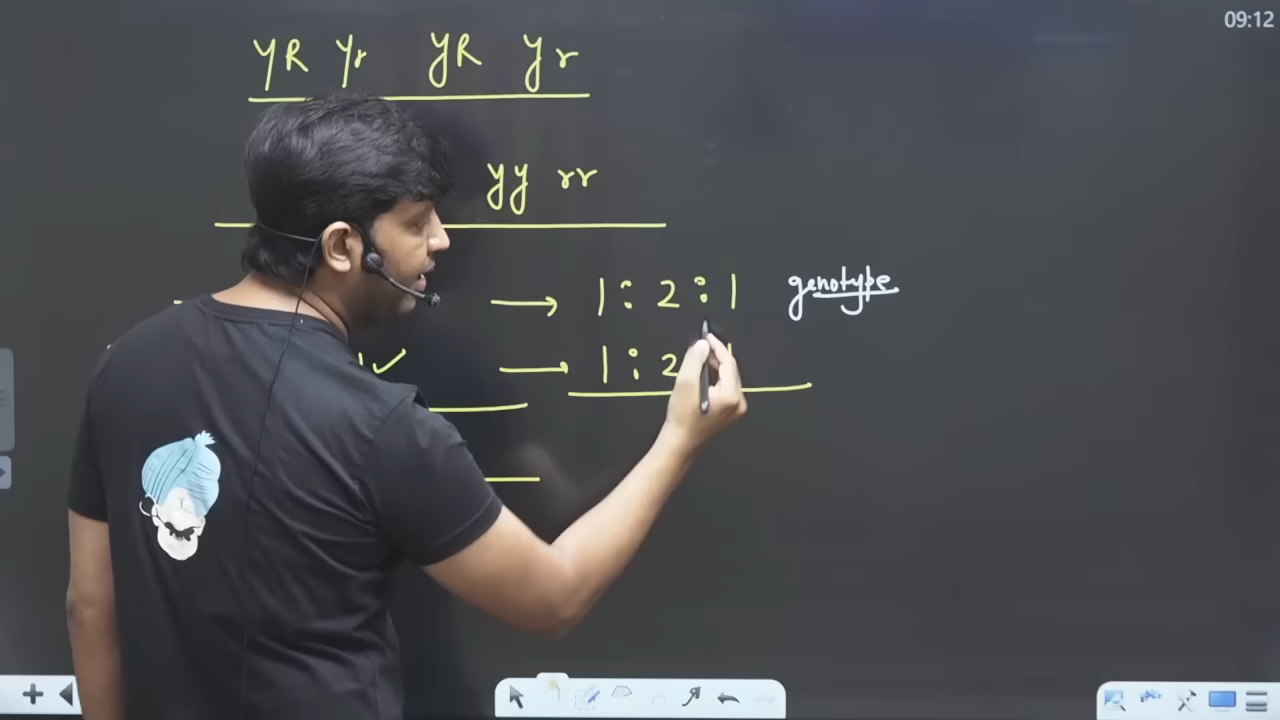 09:12
YR Yr yR yr
yy rr
→ 1 : 2 : 1 genotype
✓ → 1 : 2